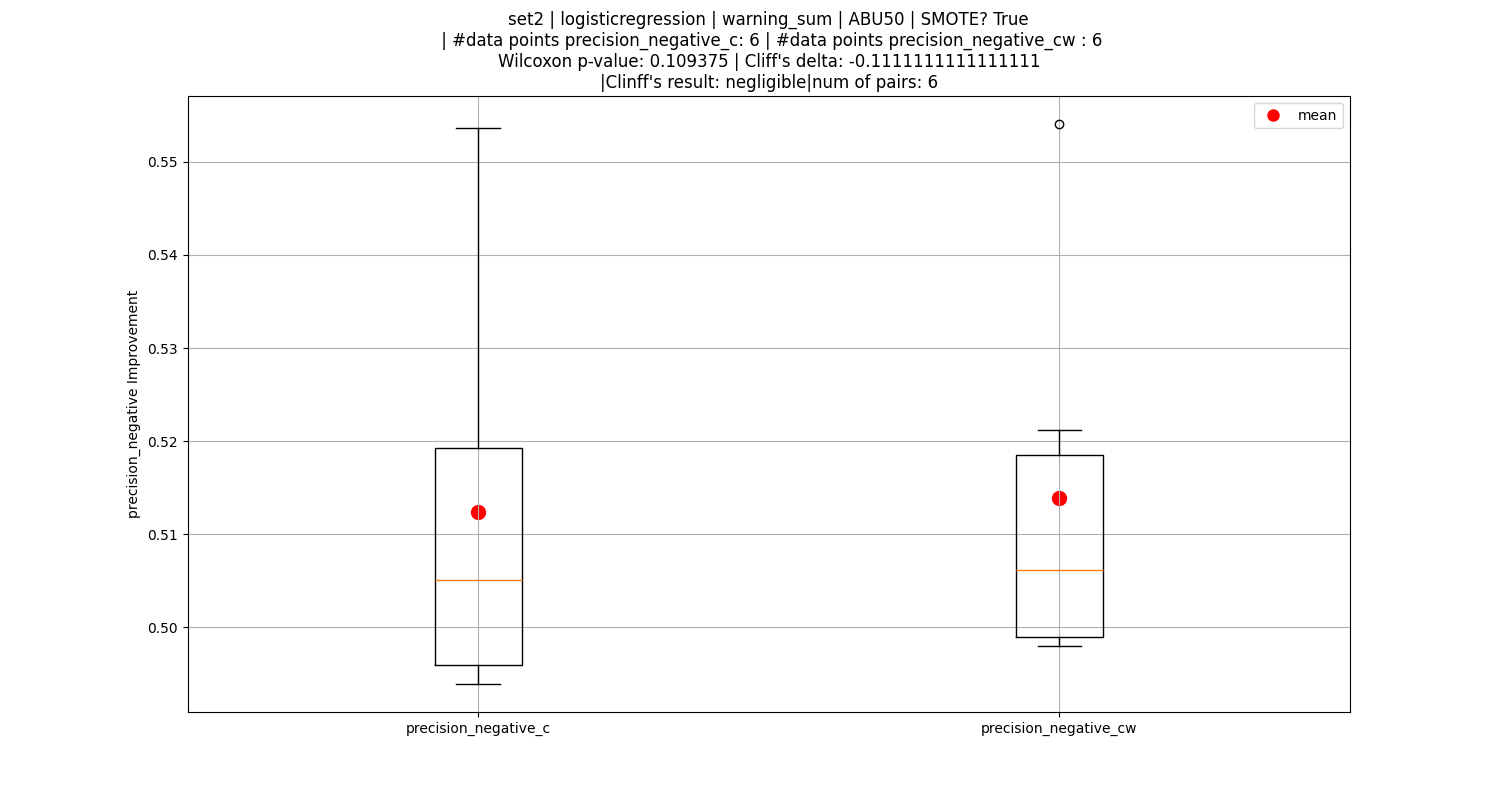 set2 | logisticregression | warning_sum | ABU50 | SMOTE? True
| #data points precision_negative_c: 6 | #data points precision_negative_cw : 6
Wilcoxon p-value: 0.109375 | Cliff's delta: -0.1111111111111111
|Clinff's result: negligible|num of pairs: 6
mean
0.55
0.54
0.53
0.52
0.51
0.50
precision_negative Improvement
precision_negative_c
precision_negative_cw